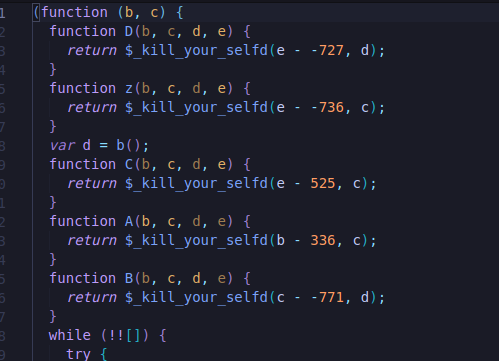 1 (function (b, c) {
2 function D(b, c, d, e) {
3 return $_kill_your_selfd(e - -727, d);
4 }
5 function z(b, c, d, e) {
6 return $_kill_your_selfd(e - -736, c);
7 }
8 var d = b();
9 function C(b, c, d, e) {
0 return $_kill_your_selfd(e - 525, c);
1 }
2 function A(b, c, d, e) {
3 return $_kill_your_selfd(b - 336, c);
4 }
5 function B(b, c, d, e) {
6 return $_kill_your_selfd(c - -771, d);
7 }
8 while (!![]) {
9 try {